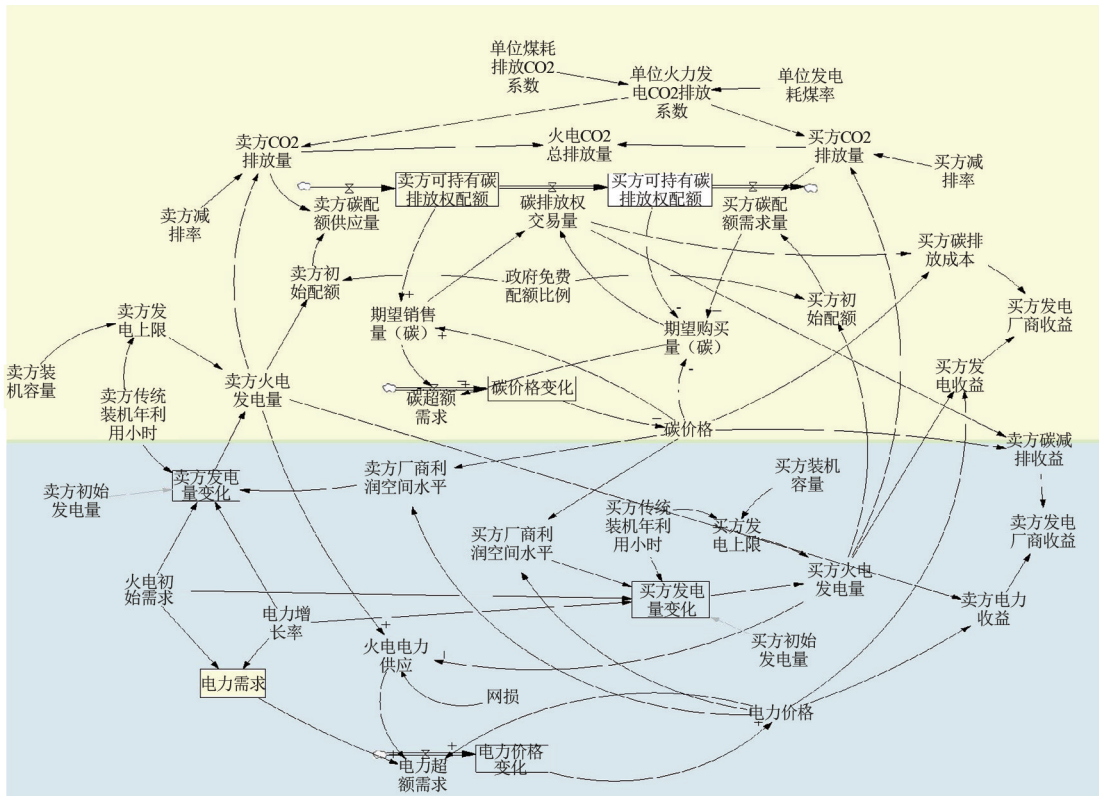 单位煤耗
排放CO2
系数
单位火力发
电CO2排放
系数
单位发电
耗煤率
卖方CO2
排放量
火电CO2
总排放量
买方CO2
排放量
买方减
排率
卖方减
排率
卖方碳配
额供应量
卖方可持有碳
排放权配额
碳排放权
交易量
买方可持有碳
排放权配额
买方碳配
额需求量
买方碳排
放成本
卖方初
始配额
政府免费
配额比例
买方初
始配额
买方发电
厂商收益
卖方发
电上限
期望销售
量（碳）
+
+
期望购买
量（碳）
-
-
卖方装
机容量
卖方火电
发电量
买方发
电收益
卖方传统
装机年利
用小时
碳超额
需求
+
碳价格变化
碳价格
卖方碳减
排收益
卖方初始
发电量
卖方发电
量变化
卖方厂商利
润空间水平
买方装机
容量
买方传统
装机年利
用小时
买方发
电上限
买方厂商利
润空间水平
卖方发电
厂商收益
火电初
始需求
电力增
长率
买方发电
量变化
买方火电
发电量
卖方电力
收益
+
火电电力
供应
买方初始
发电量
电力需求
网损
电力价格
+
+
+
电力超
额需求
电力价格
变化